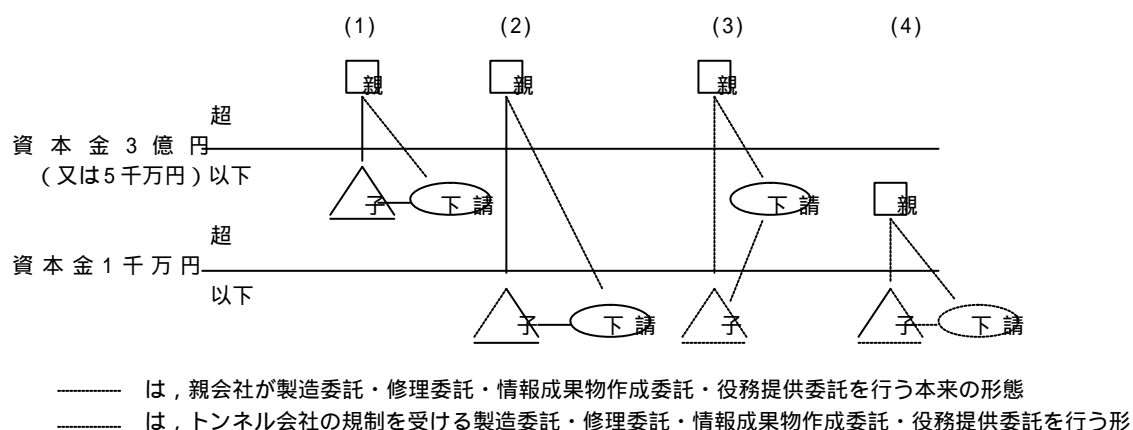 (1) (2) (3) (4)
親 親 親
超
資本金3億円
(又は5千万円)以下
子 下請 下請 親
超
資本金1千万円
以下
子 下請 子 子 下請
は,親会社が製造委託・修理委託・情報成果物作成委託・役務提供委託を行う本来の形態
は,トンネル会社の規制を受ける製造委託・修理委託・情報成果物作成委託・役務提供委託を行う形